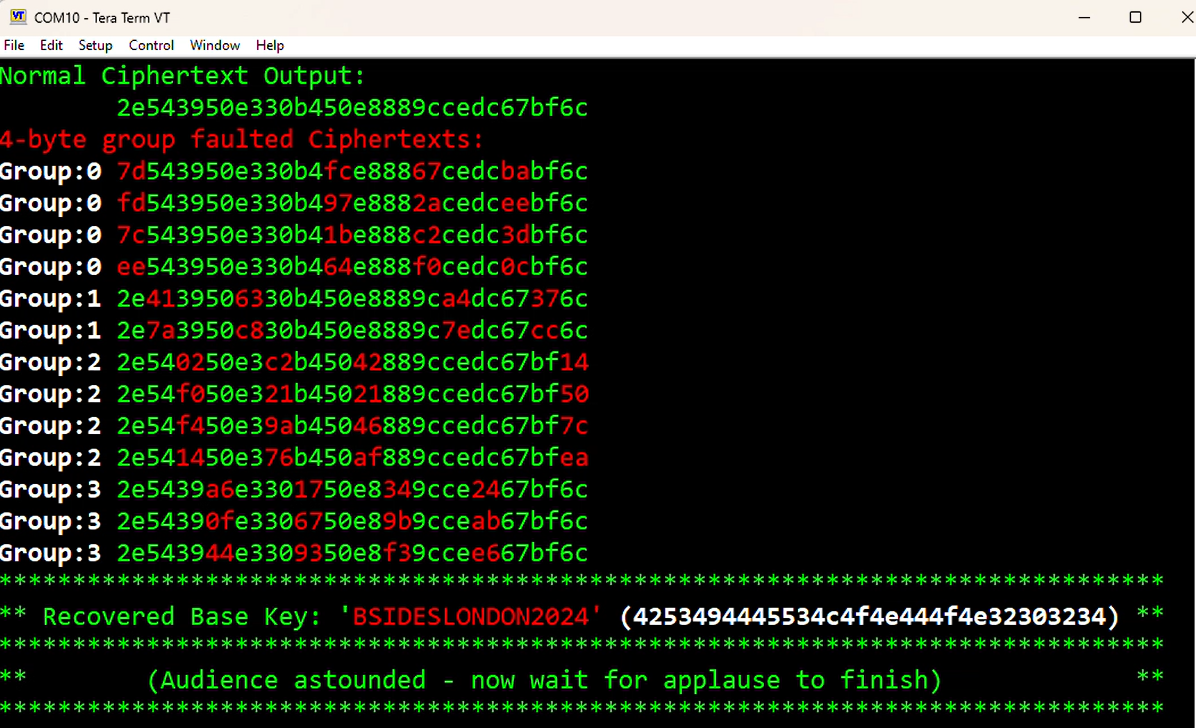 COM10 - Tera Term VT
File Edit Setup Control Window Help
Normal Ciphertext Output:
2e543950e330b450e8889ccedc67bf6c
4-byte group faulted Ciphertexts:
Group:0 7d543950e330b4fce88867cedcbabf6c
Group:0 fd543950e330b497e8882acedceebf6c
Group:0 7c543950e330b41be888c2cedc3dbf6c
Group:0 ee543950e330b464e888f0cedc0cbf6c
Group:1 2e4139506330b450e8889ca4dc67376c
Group:1 2e7a3950c830b450e8889c7edc67cc6c
Group:2 2e540250e3c2b45042889ccedc67bf14
Group:2 2e54f050e321b45021889ccedc67bf50
Group:2 2e54f450e39ab45046889ccedc67bf7c
Group:2 2e541450e376b450af889ccedc67bfea
Group:3 2e5439a6e3301750e8349cce2467bf6c
Group:3 2e54390fe3306750e89b9cceab67bf6c
Group:3 2e543944e3309350e8f39ccee667bf6c
*******************************************************************************
** Recovered Base Key: 'BSIDESLONDON2024' (4253494445534c4f4e444f4e32303234) **
*******************************************************************************
** (Audience astounded - now wait for applause to finish) **
*******************************************************************************